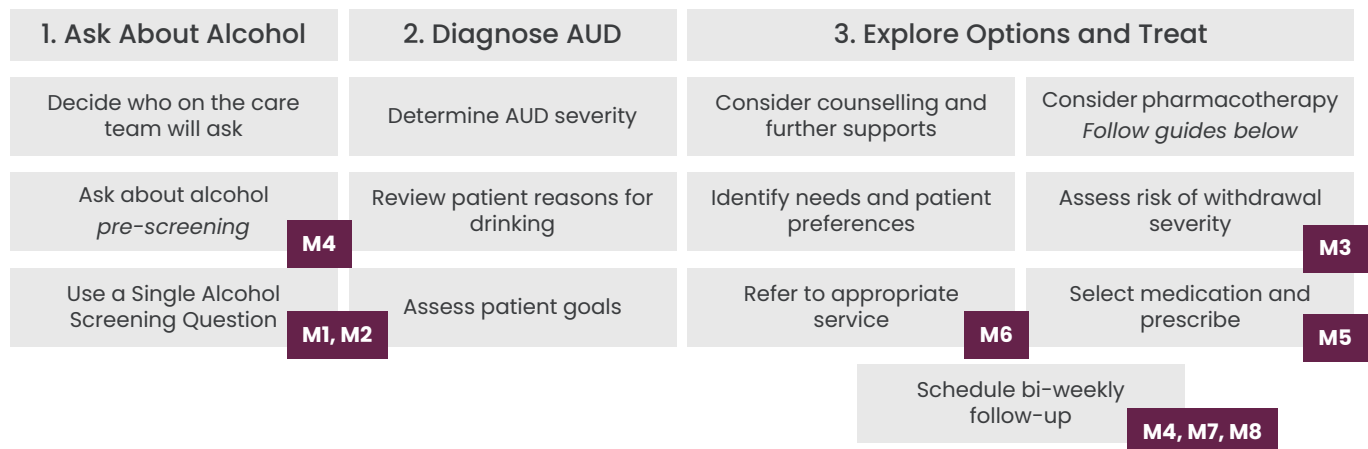 1. Ask About Alcohol
Decide who on the care
team will ask
Ask about alcohol
pre-screening
M4
Use a Single Alcohol
Screening Question
M1, M2
2. Diagnose AUD
Determine AUD severity
Review patient reasons for
drinking
Assess patient goals
3. Explore Options and Treat
Consider counselling and
further supports
Identify needs and patient
preferences
Refer to appropriate
service
M6
Consider pharmacotherapy
Follow guides below
Assess risk of withdrawal
severity
M3
Select medication and
prescribe
M5
Schedule bi-weekly
follow-up
M4, M7, M8